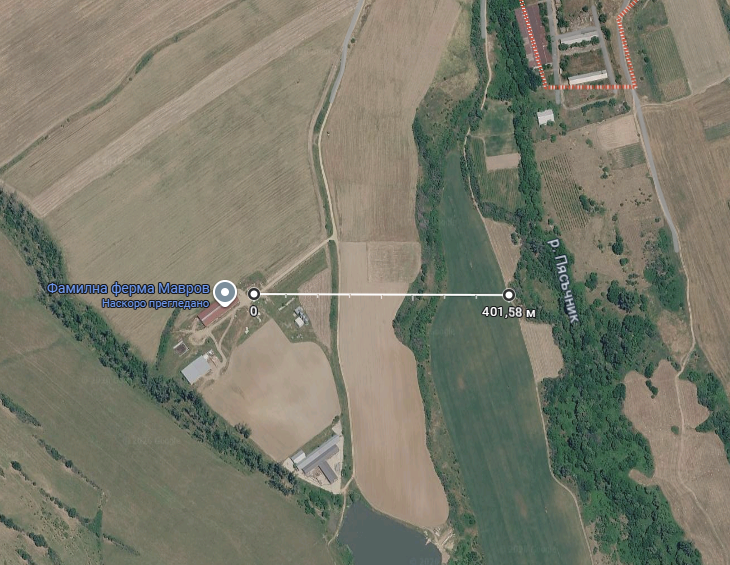 Фамилна ферма Мавров
Наскоро прегледано
0
401,58 м
р. Пясъчник